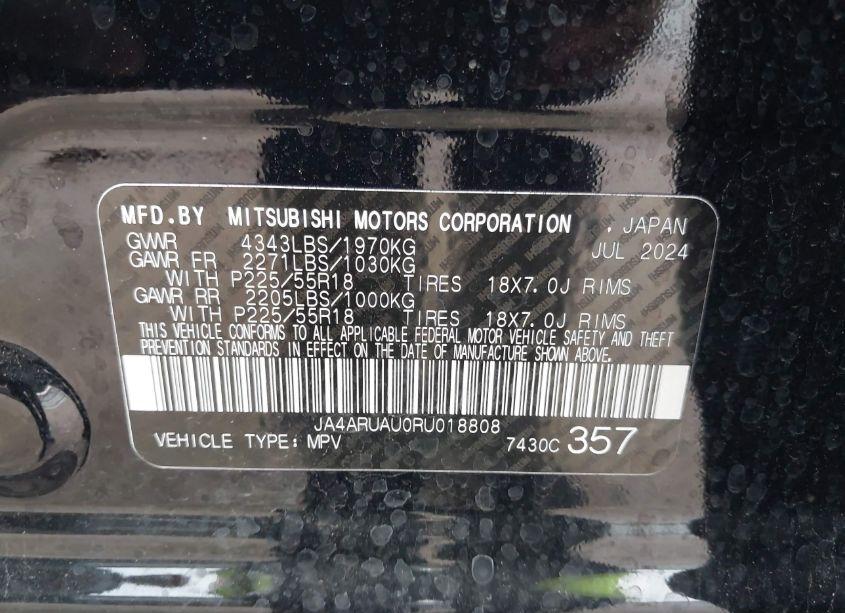 MFD.BY MITSUBISHI MOTORS CORPORATION , JAPAN
GVWR 4343LBS/1970KG JUL 2024
GAWR FR 2271LBS/1030KG
WITH P225/55R18 TIRES 18X7.0J RIMS
GAWR RR 2205LBS/1000KG
WITH P225/55R18 TIRES 18X7.0J RIMS
THIS VEHICLE CONFORMS TO ALL APPLICABLE FEDERAL MOTOR VEHICLE SAFETY AND THEFT
PREVENTION STANDARDS IN EFFECT ON THE DATE OF MANUFACTURE SHOWN ABOVE.
JA4ARUAU0RU018808
VEHICLE TYPE: MPV 7430C 357